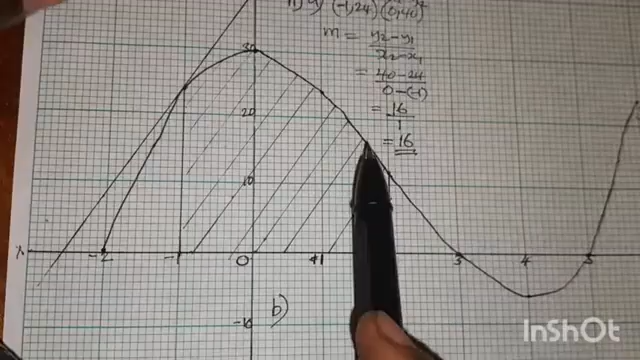 (-1,24) (0,40)
m = y2-y1
x2-x1
= 40-24
0-(-1)
= 16
1
= 16
30
20
10
x -2 -1 0 1 3 4 5
-10
b)
InShOt